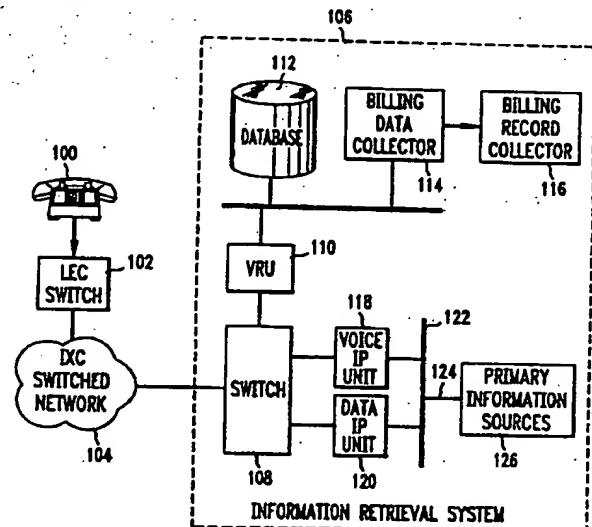 106
112
DATABASE
BILLING
DATA
COLLECTOR
114
BILLING
RECORD
COLLECTOR
116
100
LEC
SWITCH
102
VRU
110
118
VOICE
IP
UNIT
122
IXC
SWITCHED
NETWORK
104
SWITCH
108
DATA
IP
UNIT
120
124
PRIMARY
INFORMATION
SOURCES
126
INFORMATION RETRIEVAL SYSTEM